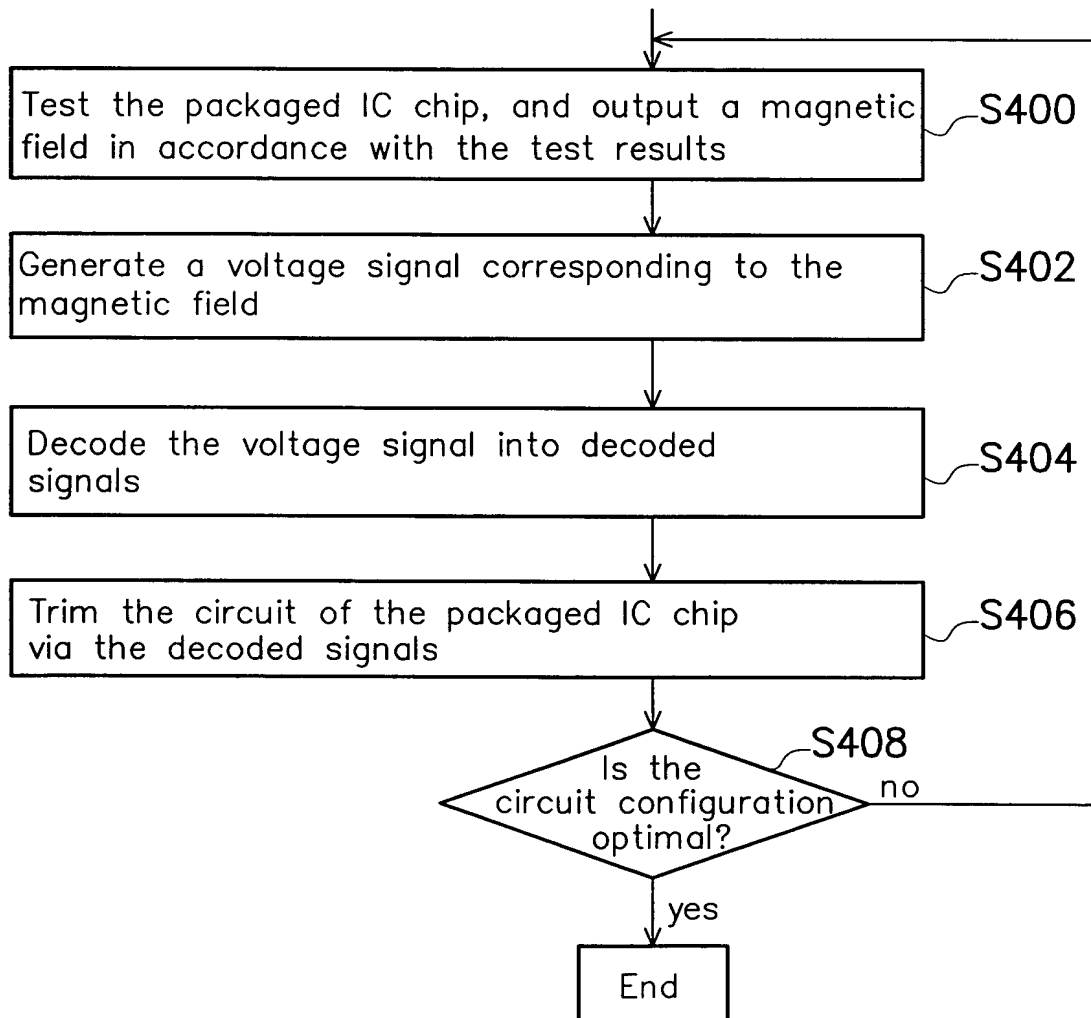 Test the packaged IC chip, and output a magnetic
field in accordance with the test results
S400
Generate a voltage signal corresponding to the
magnetic field
S402
Decode the voltage signal into decoded
signals
S404
Trim the circuit of the packaged IC chip
via the decoded signals
S406
Is the
circuit configuration
optimal?
S408
no
yes
End